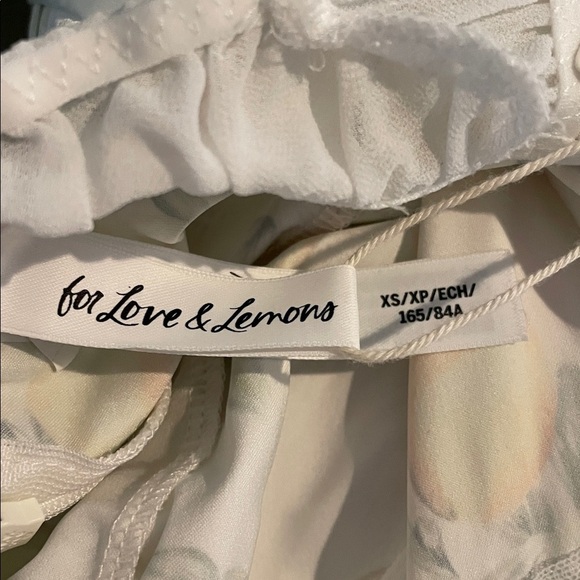 for Love & Lemons
XS/XP/ECH/
165/84A